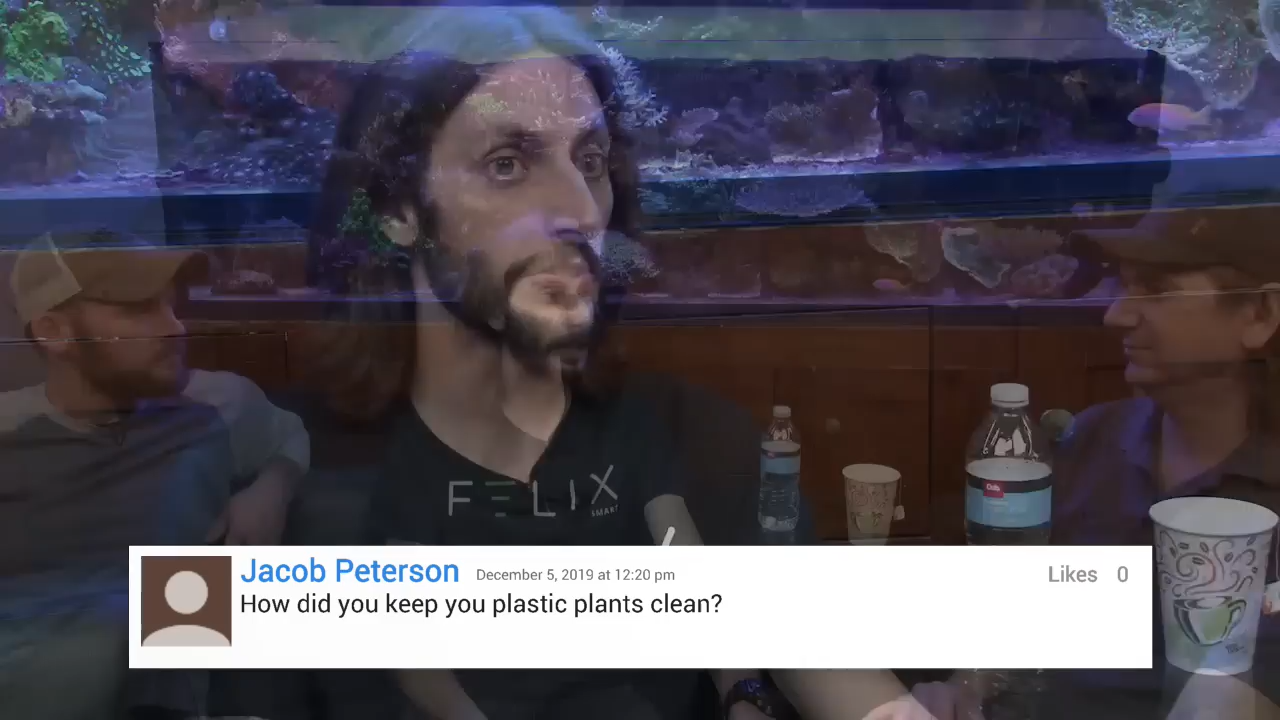 FELIX
SMART
Jacob Peterson December 5, 2019 at 12:20 pm Likes 0
How did you keep you plastic plants clean?